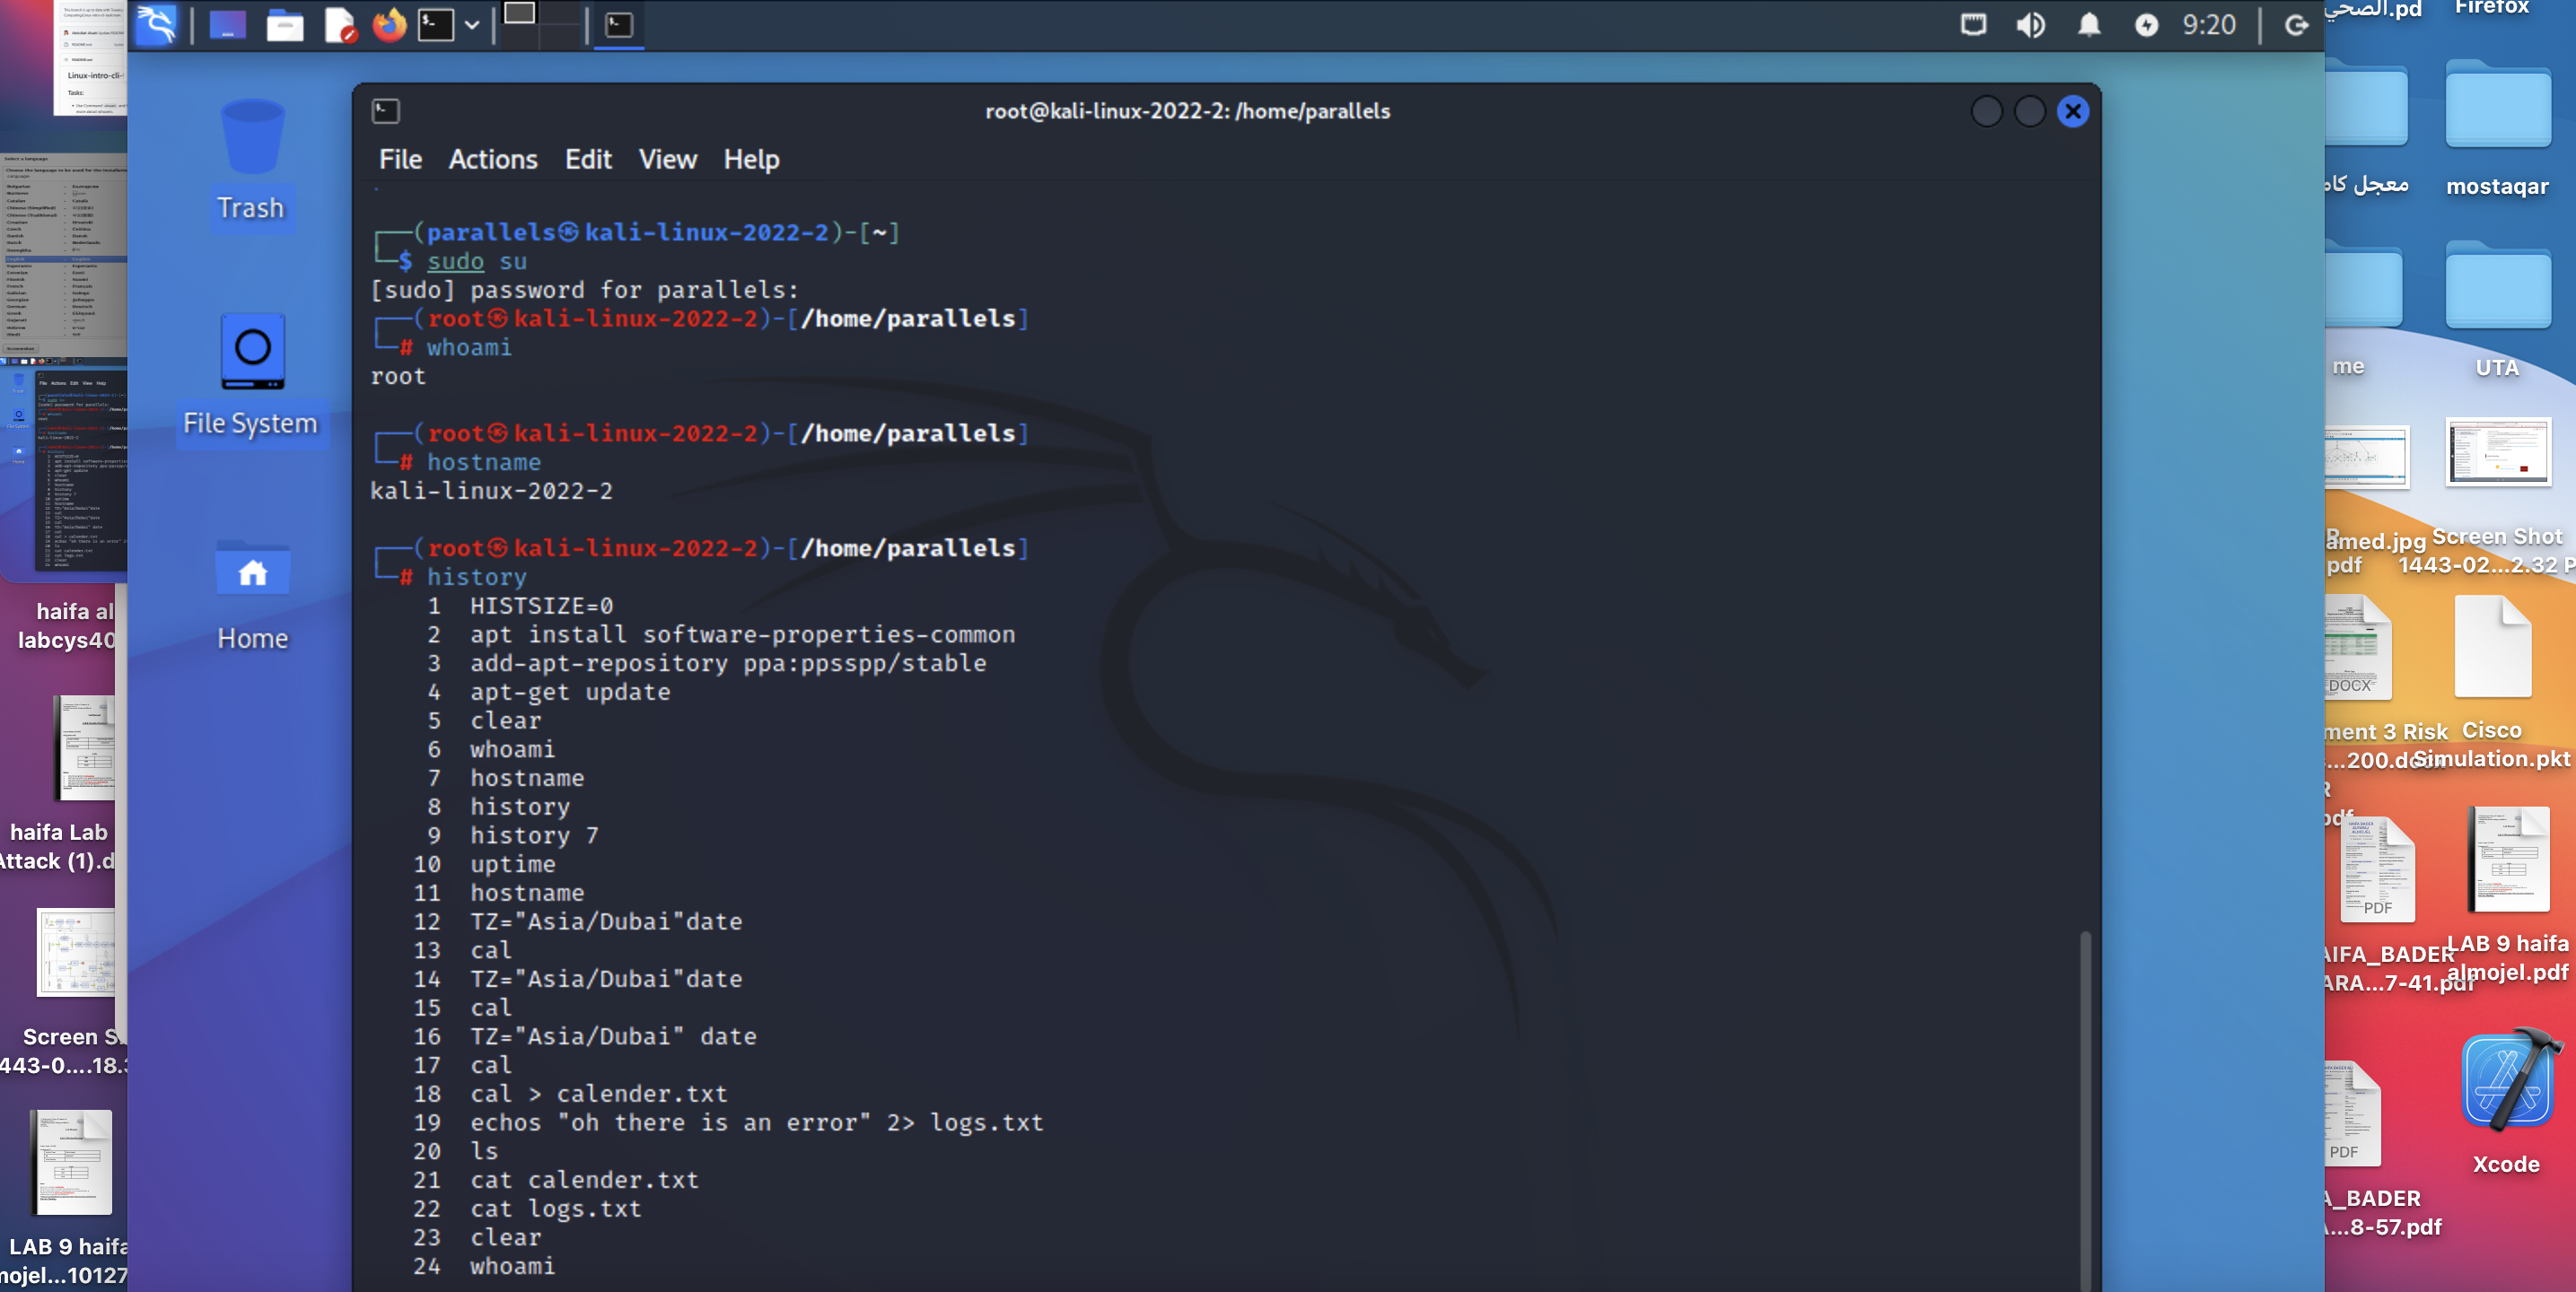 9:20
root@kali-linux-2022-2: /home/parallels
File Actions Edit View Help
Trash
File System
Home
(parallels㉿kali-linux-2022-2)-[~]
$ sudo su
[sudo] password for parallels:
(root㉿kali-linux-2022-2)-[/home/parallels]
# whoami
root
(root㉿kali-linux-2022-2)-[/home/parallels]
# hostname
kali-linux-2022-2
(root㉿kali-linux-2022-2)-[/home/parallels]
# history
1 HISTSIZE=0
2 apt install software-properties-common
3 add-apt-repository ppa:ppsspp/stable
4 apt-get update
5 clear
6 whoami
7 hostname
8 history
9 history 7
10 uptime
11 hostname
12 TZ="Asia/Dubai"date
13 cal
14 TZ="Asia/Dubai"date
15 cal
16 TZ="Asia/Dubai" date
17 cal
18 cal > calender.txt
19 echos "oh there is an error" 2> logs.txt
20 ls
21 cat calender.txt
22 cat logs.txt
23 clear
24 whoami
Linux-intro-cli-
Tasks:
Select a language
haifa al
labcys40
haifa Lab
Attack (1).d
Screen S
443-0....18.
LAB 9 haifa
mojel...10127
الصحي.pd
Firefox
معجل كام
mostaqar
me
UTA
amed.jpg
pdf
Screen Shot
1443-02...2.32 P
DOCX
ment 3 Risk
...200.docx
Cisco
Simulation.pkt
PDF
AIFA_BADER
ARA...7-41.pdf
LAB 9 haifa
almojel.pdf
PDF
A_BADER
...8-57.pdf
Xcode